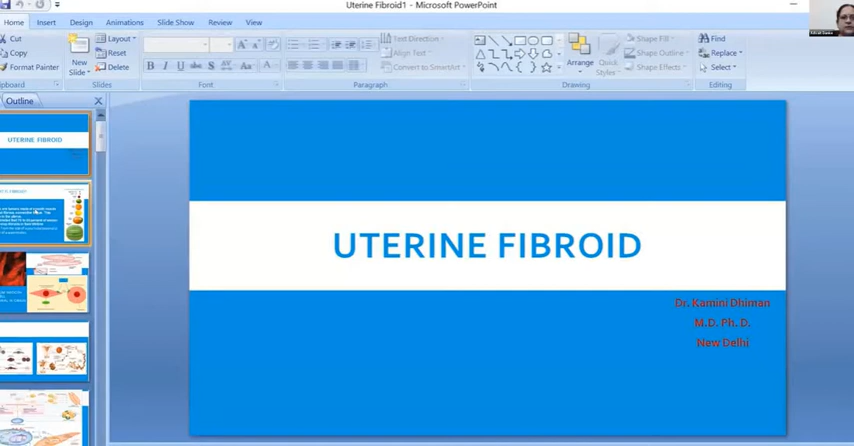 Uterine Fibroid1 - Microsoft PowerPoint
Home Insert Design Animations Slide Show Review View
Cut
Copy
Format Painter
New
Slide
Layout
Reset
Delete
Font
Text Direction
Align Text
Convert to SmartArt
Paragraph
Arrange
Quick
Styles
Shape Fill
Shape Outline
Shape Effects
Drawing
Find
Replace
Select
Editing
Outline
UTERINE FIBROID
UTERINE FIBROID
Dr. Kamini Dhiman
M.D. Ph. D.
New Delhi